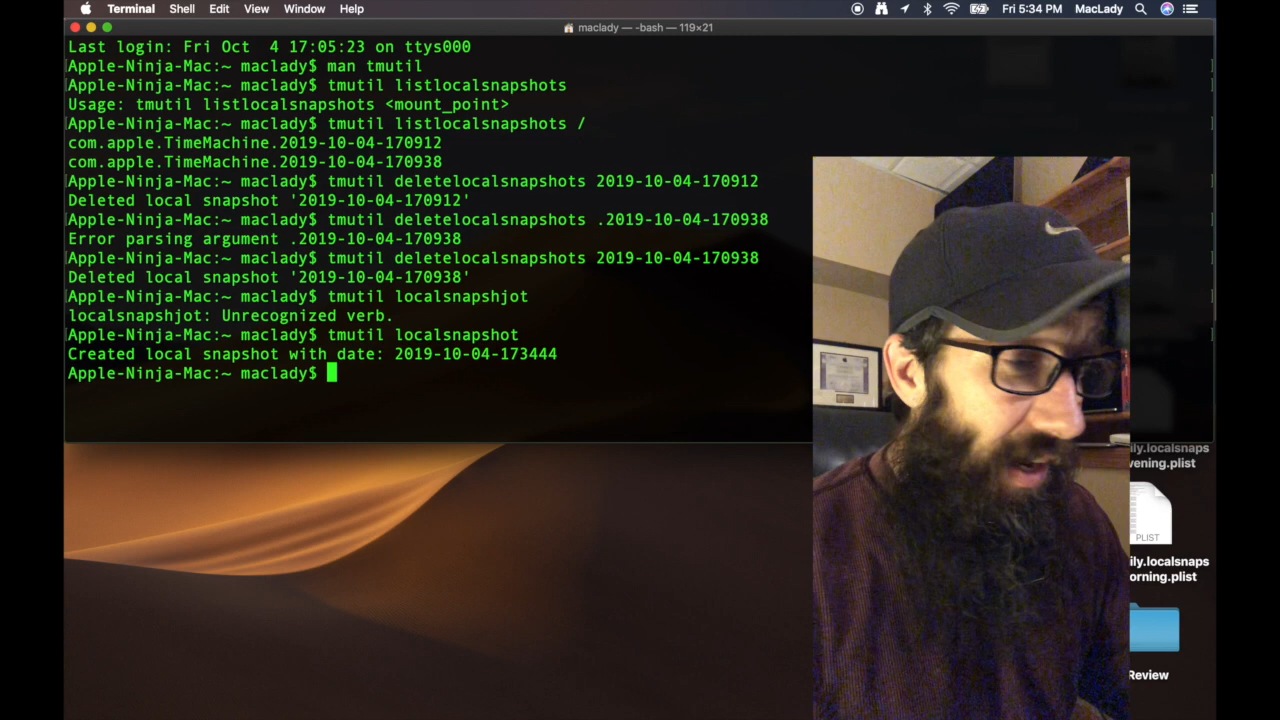 Terminal Shell Edit View Window Help Fri 5:34 PM MacLady
maclady — -bash — 119×21
Last login: Fri Oct  4 17:05:23 on ttys000
Apple-Ninja-Mac:~ maclady$ man tmutil
Apple-Ninja-Mac:~ maclady$ tmutil listlocalsnapshots
Usage: tmutil listlocalsnapshots <mount_point>
Apple-Ninja-Mac:~ maclady$ tmutil listlocalsnapshots /
com.apple.TimeMachine.2019-10-04-170912
com.apple.TimeMachine.2019-10-04-170938
Apple-Ninja-Mac:~ maclady$ tmutil deletelocalsnapshots 2019-10-04-170912
Deleted local snapshot '2019-10-04-170912'
Apple-Ninja-Mac:~ maclady$ tmutil deletelocalsnapshots .2019-10-04-170938
Error parsing argument .2019-10-04-170938
Apple-Ninja-Mac:~ maclady$ tmutil deletelocalsnapshots 2019-10-04-170938
Deleted local snapshot '2019-10-04-170938'
Apple-Ninja-Mac:~ maclady$ tmutil localsnapshjot
localsnapshjot: Unrecognized verb.
Apple-Ninja-Mac:~ maclady$ tmutil localsnapshot
Created local snapshot with date: 2019-10-04-173444
Apple-Ninja-Mac:~ maclady$
ily.localsnaps
vening.plist
PLIST
ily.localsnaps
orning.plist
Review